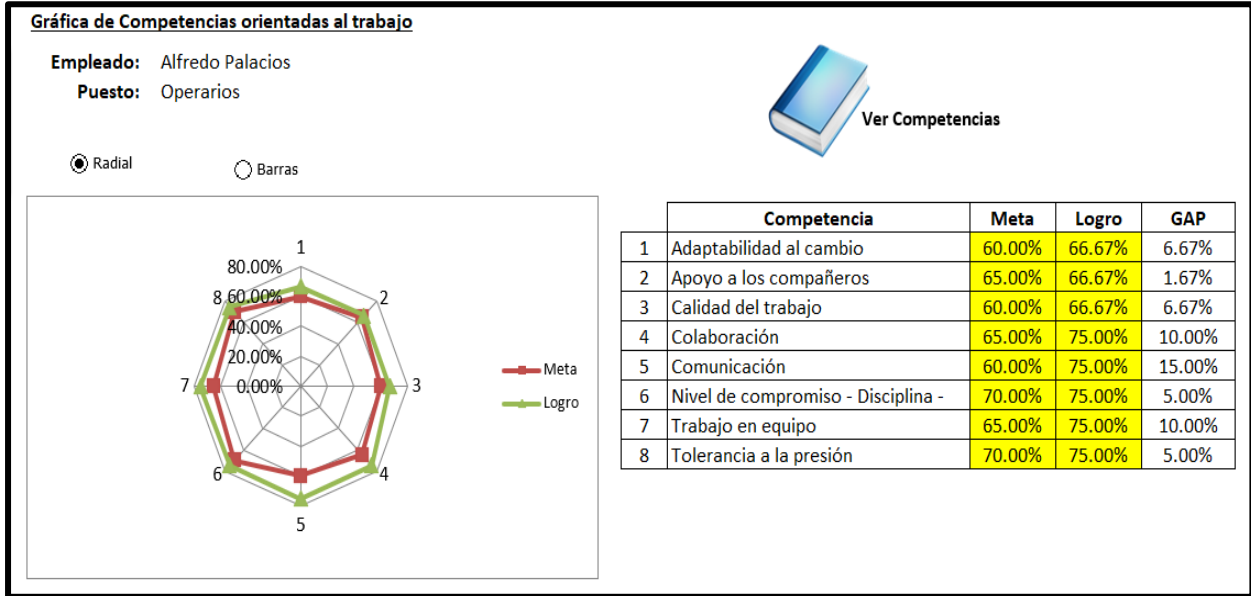 Gráfica de Competencias orientadas al trabajo
Empleado: Alfredo Palacios
Puesto: Operarios
Ver Competencias
Radial
Barras
1
80.00%
2
8
60.00%
40.00%
20.00%
7
0.00%
3
6
4
5
Meta
Logro
Competencia Meta Logro GAP
1 Adaptabilidad al cambio 60.00% 66.67% 6.67%
2 Apoyo a los compañeros 65.00% 66.67% 1.67%
3 Calidad del trabajo 60.00% 66.67% 6.67%
4 Colaboración 65.00% 75.00% 10.00%
5 Comunicación 60.00% 75.00% 15.00%
6 Nivel de compromiso - Disciplina - 70.00% 75.00% 5.00%
7 Trabajo en equipo 65.00% 75.00% 10.00%
8 Tolerancia a la presión 70.00% 75.00% 5.00%